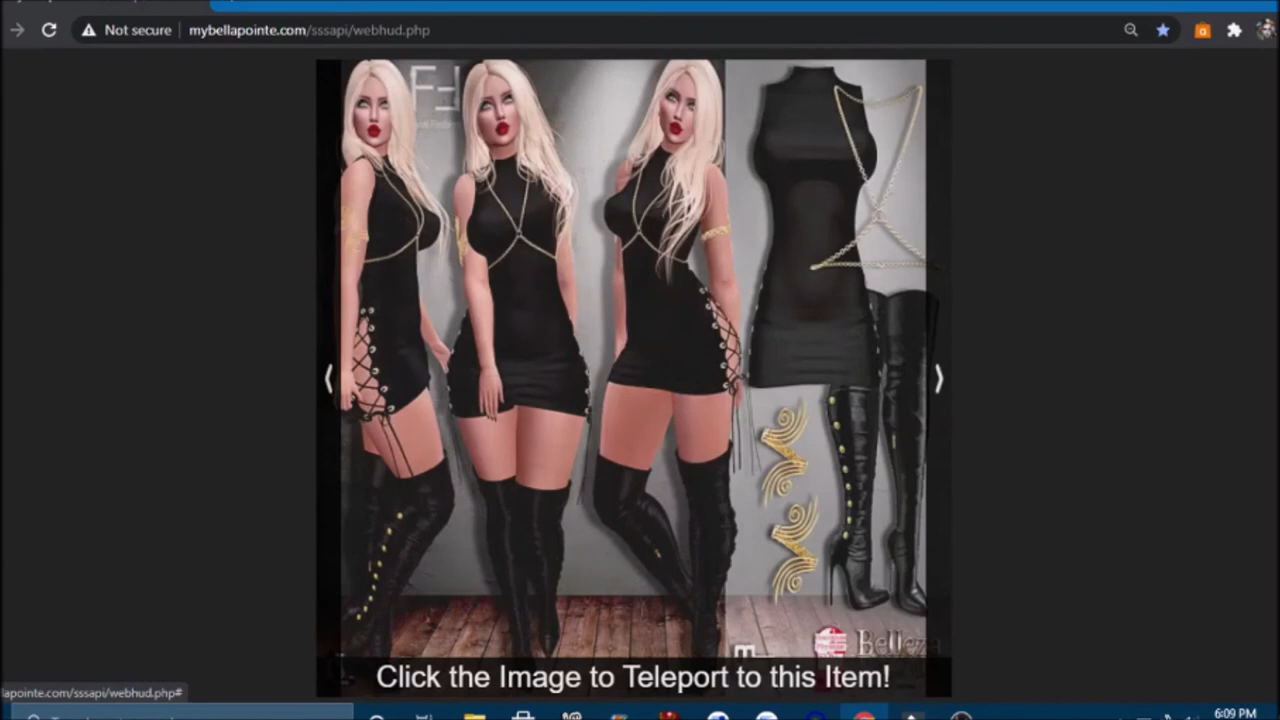 Not secure
mybellapointe.com/sssapi/webhud.php
Click the Image to Teleport to this Item!
lapointe.com/sssapi/webhud.php#
6:09 PM